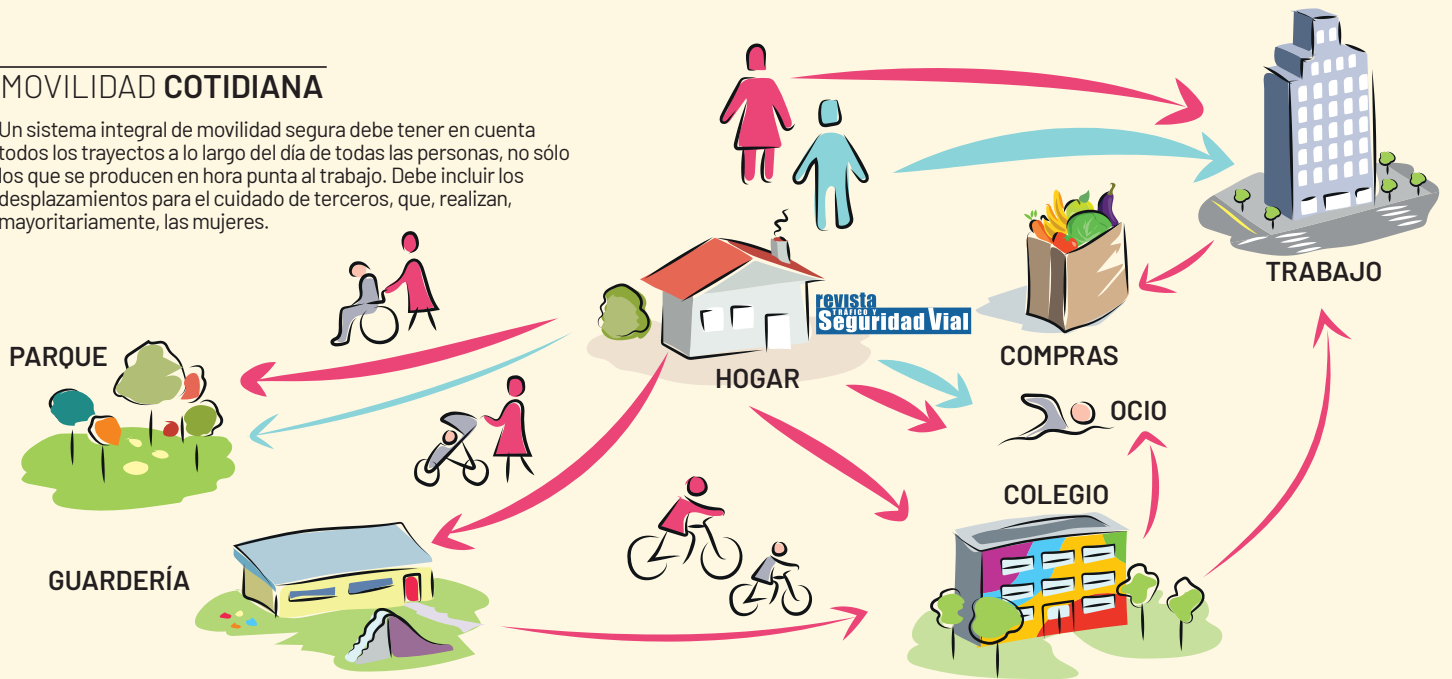 MOVILIDAD COTIDIANA
Un sistema integral de movilidad segura debe tener en cuenta
todos los trayectos a lo largo del día de todas las personas, no sólo
los que se producen en hora punta al trabajo. Debe incluir los
desplazamientos para el cuidado de terceros, que, realizan,
mayoritariamente, las mujeres.
TRABAJO
revista
TRÁFICO Y
Seguridad Vial
PARQUE
COMPRAS
HOGAR
OCIO
COLEGIO
GUARDERÍA